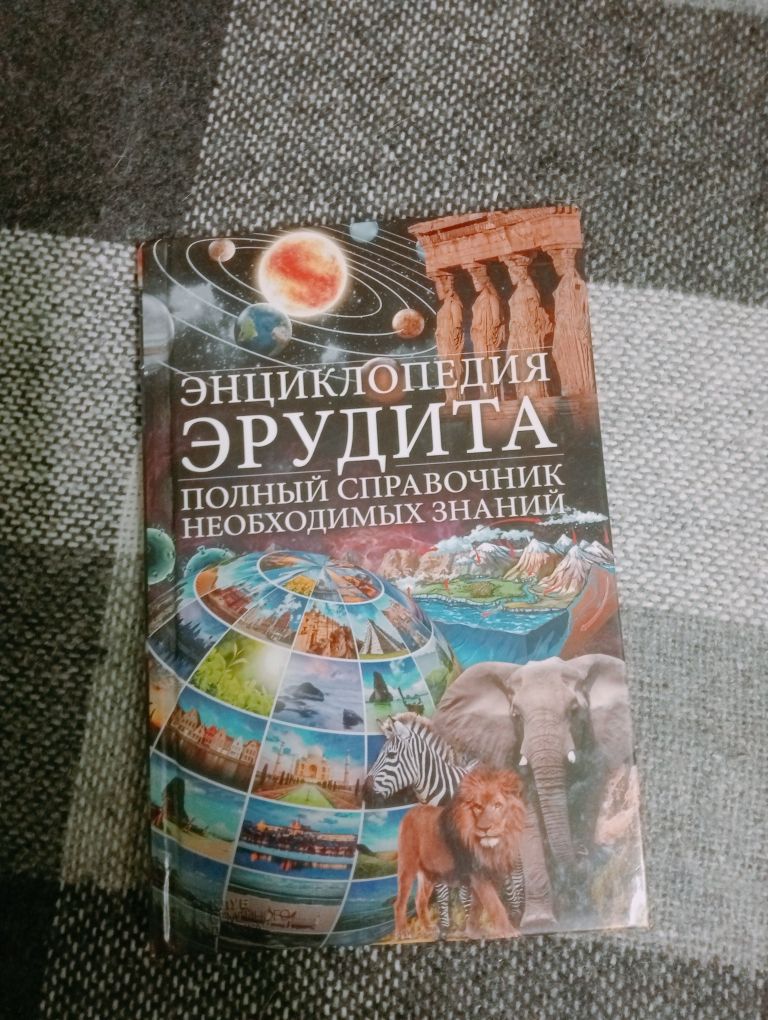 ЭНЦИКЛОПЕДИЯ
ЭРУДИТА
ПОЛНЫЙ СПРАВОЧНИК
НЕОБХОДИМЫХ ЗНАНИЙ